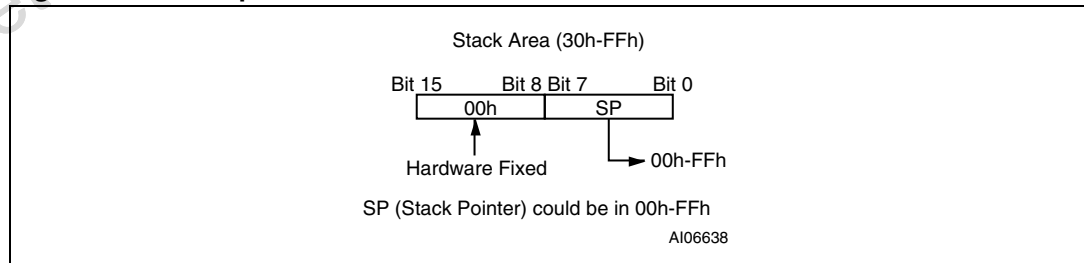 Stack Area (30h-FFh)
Bit 15 Bit 8 Bit 7 Bit 0
00h SP
Hardware Fixed 00h-FFh
SP (Stack Pointer) could be in 00h-FFh
AI06638